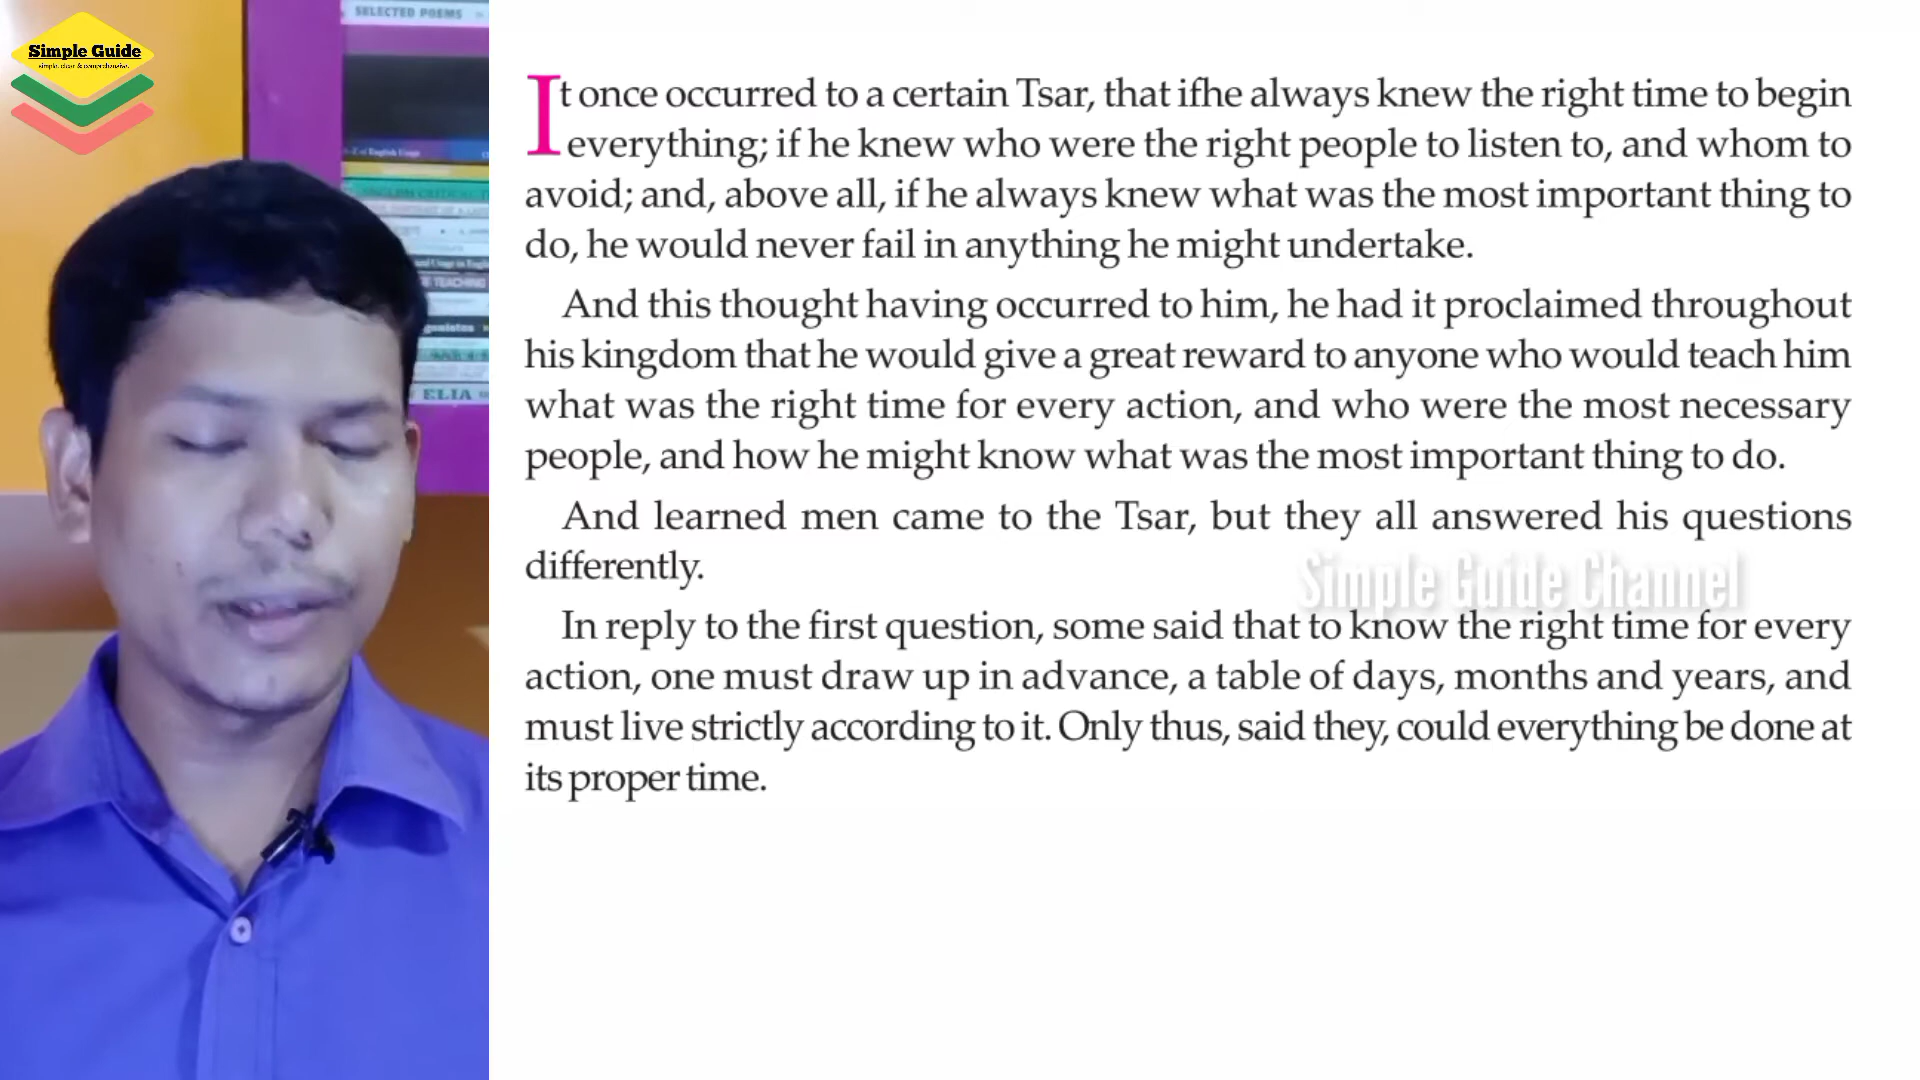 Simple Guide
simple, clear & comprehensive.
SELECTED POEMS
It once occurred to a certain Tsar, that ifhe always knew the right time to begin
everything; if he knew who were the right people to listen to, and whom to
avoid; and, above all, if he always knew what was the most important thing to
do, he would never fail in anything he might undertake.
And this thought having occurred to him, he had it proclaimed throughout
his kingdom that he would give a great reward to anyone who would teach him
what was the right time for every action, and who were the most necessary
people, and how he might know what was the most important thing to do.
And learned men came to the Tsar, but they all answered his questions
differently.
Simple Guide Channel
In reply to the first question, some said that to know the right time for every
action, one must draw up in advance, a table of days, months and years, and
must live strictly according to it. Only thus, said they, could everything be done at
its proper time.
TEACHING
ELIA